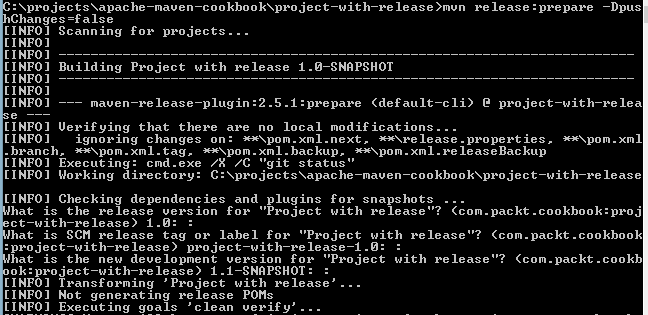 C:\projects\apache-maven-cookbook\project-with-release>mvn release:prepare -Dpus
hChanges=false
[INFO] Scanning for projects...
[INFO]
[INFO] ------------------------------------------------------------------------
[INFO] Building Project with release 1.0-SNAPSHOT
[INFO] ------------------------------------------------------------------------
[INFO]
[INFO] --- maven-release-plugin:2.5.1:prepare (default-cli) @ project-with-relea
se ---
[INFO] Verifying that there are no local modifications...
[INFO]   ignoring changes on: **\pom.xml.next, **\release.properties, **\pom.xml
.branch, **\pom.xml.tag, **\pom.xml.backup, **\pom.xml.releaseBackup
[INFO] Executing: cmd.exe /X /C "git status"
[INFO] Working directory: C:\projects\apache-maven-cookbook\project-with-release
[INFO] Checking dependencies and plugins for snapshots ...
What is the release version for "Project with release"? (com.packt.cookbook:proj
ect-with-release) 1.0: :
What is SCM release tag or label for "Project with release"? (com.packt.cookbook
:project-with-release) project-with-release-1.0: :
What is the new development version for "Project with release"? (com.packt.cookb
ook:project-with-release) 1.1-SNAPSHOT: :
[INFO] Transforming 'Project with release'...
[INFO] Not generating release POMs
[INFO] Executing goals 'clean verify'...